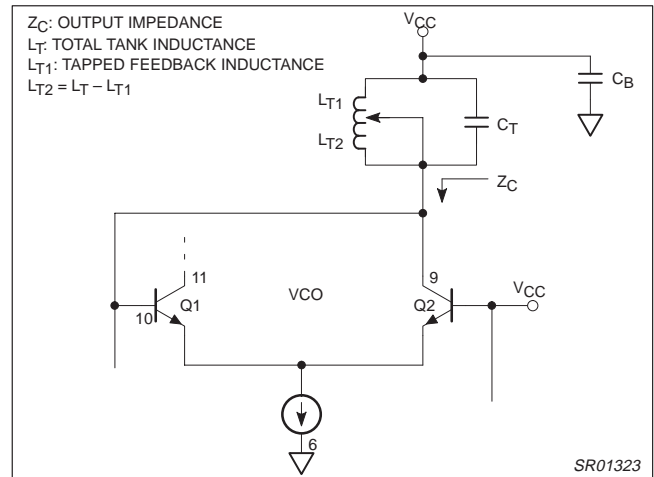 ZC: OUTPUT IMPEDANCE
LT: TOTAL TANK INDUCTANCE
LT1: TAPPED FEEDBACK INDUCTANCE
LT2 = LT – LT1
VCC
CB
LT1
LT2
CT
ZC
11
9
VCO
VCC
10
Q1
Q2
6
SR01323